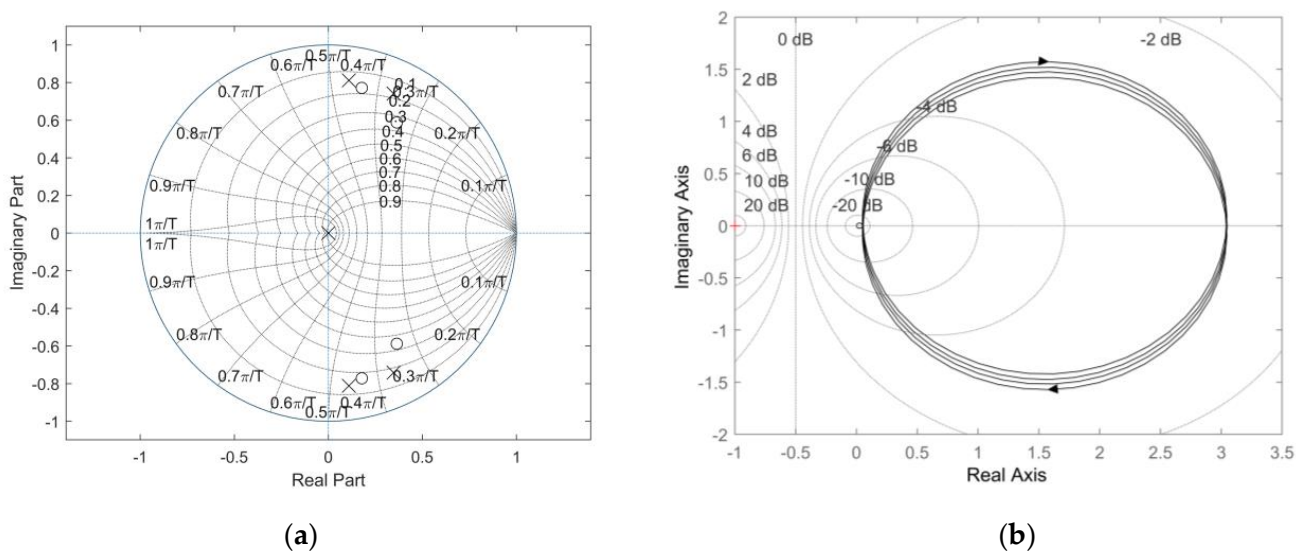 1
0.8
0.6
0.4
0.2
0
-0.2
-0.4
-0.6
-0.8
-1
Imaginary Part
0.5π/T
0.6π/T 0.4π/T
0.7π/T 0.1 0.3π/T
0.2
0.8π/T 0.3 0.2π/T
0.4
0.5
0.6
0.7
0.9π/T 0.8 0.1π/T
0.9
1π/T
1π/T
0.9π/T 0.1π/T
0.8π/T 0.2π/T
0.7π/T 0.3π/T
0.6π/T 0.4π/T
0.5π/T
-1 -0.5 0 0.5 1
Real Part
(a)
2
1.5
1
0.5
0
-0.5
-1
-1.5
-2
Imaginary Axis
0 dB -2 dB
2 dB
-4 dB
4 dB
6 dB -6 dB
10 dB -10 dB
20 dB -20 dB
-1 -0.5 0 0.5 1 1.5 2 2.5 3 3.5
Real Axis
(b)